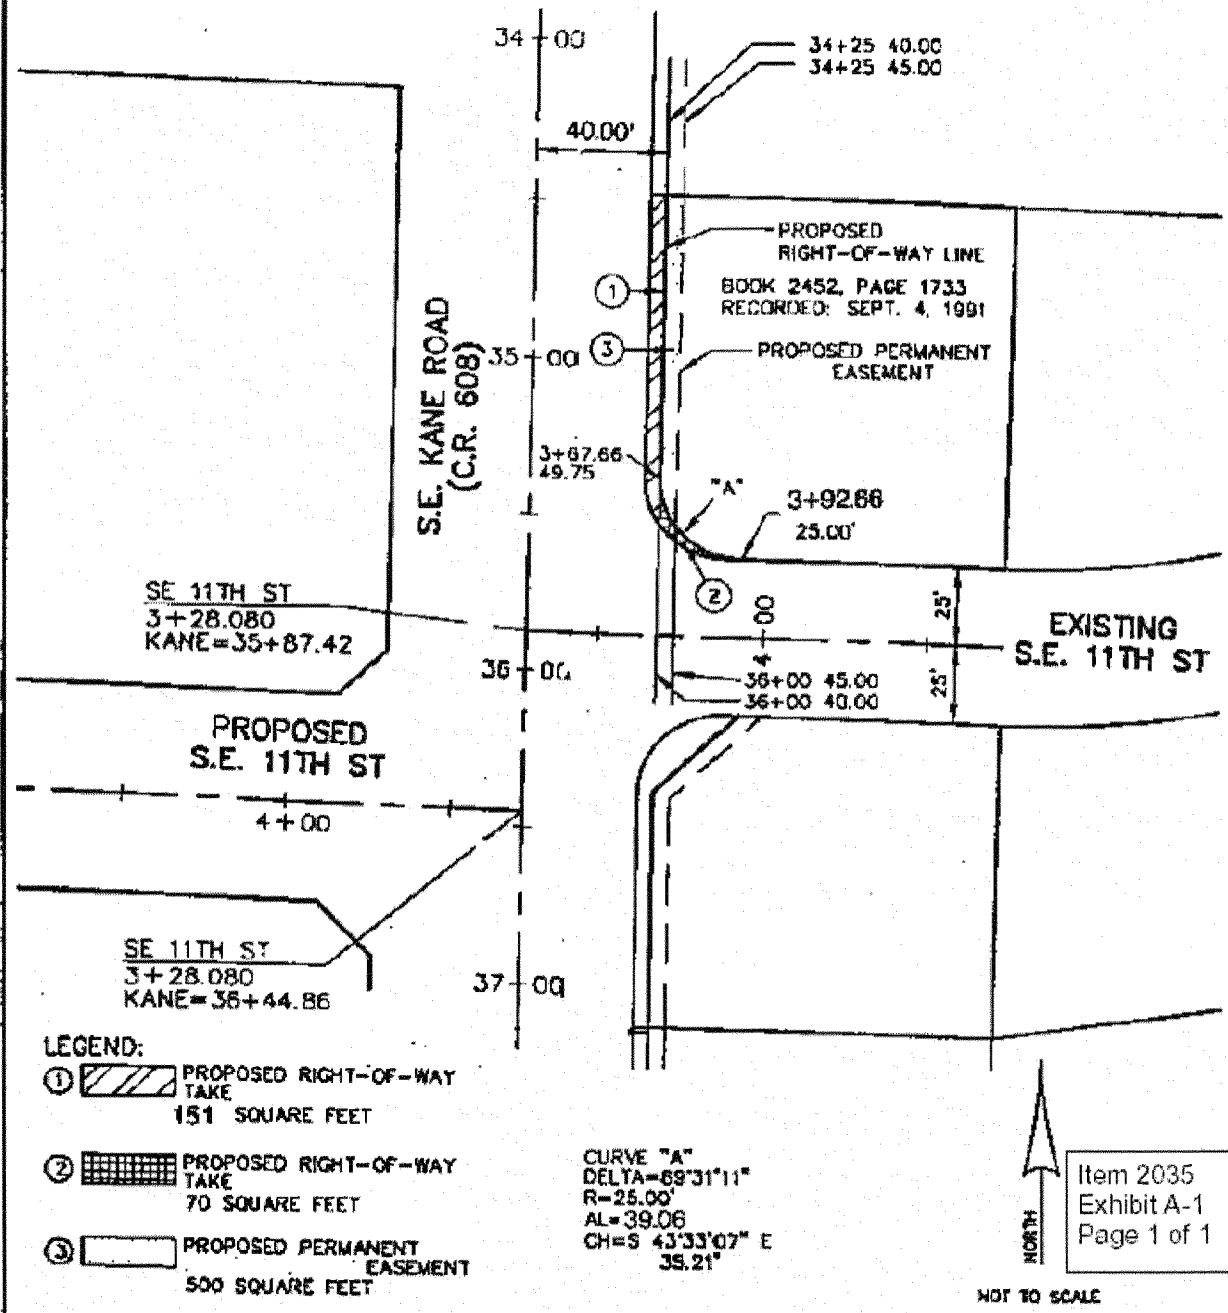 34+00
34+25 40.00
34+25 45.00
40.00'
PROPOSED
RIGHT-OF-WAY LINE
1
BOOK 2452, PAGE 1733
RECORDED: SEPT. 4, 1991
S.E. KANE ROAD
(C.R. 608)
35+00
3
PROPOSED PERMANENT
EASEMENT
3+67.66
49.75
"A"
3+92.66
25.00'
SE 11TH ST
3+28.080
KANE=35+87.42
2
4+00
25'
25'
EXISTING
S.E. 11TH ST
36+00
36+00 45.00
36+00 40.00
PROPOSED
S.E. 11TH ST
4+00
SE 11TH ST
3+28.080
KANE=36+44.86
37+00
LEGEND:
1 PROPOSED RIGHT-OF-WAY
TAKE
151 SQUARE FEET
2 PROPOSED RIGHT-OF-WAY
TAKE
70 SQUARE FEET
3 PROPOSED PERMANENT
EASEMENT
500 SQUARE FEET
CURVE "A"
DELTA=89°31'11"
R=25.00'
AL=39.06
CH=S 43°33'07" E
35.21"
NORTH
Item 2035
Exhibit A-1
Page 1 of 1
NOT TO SCALE